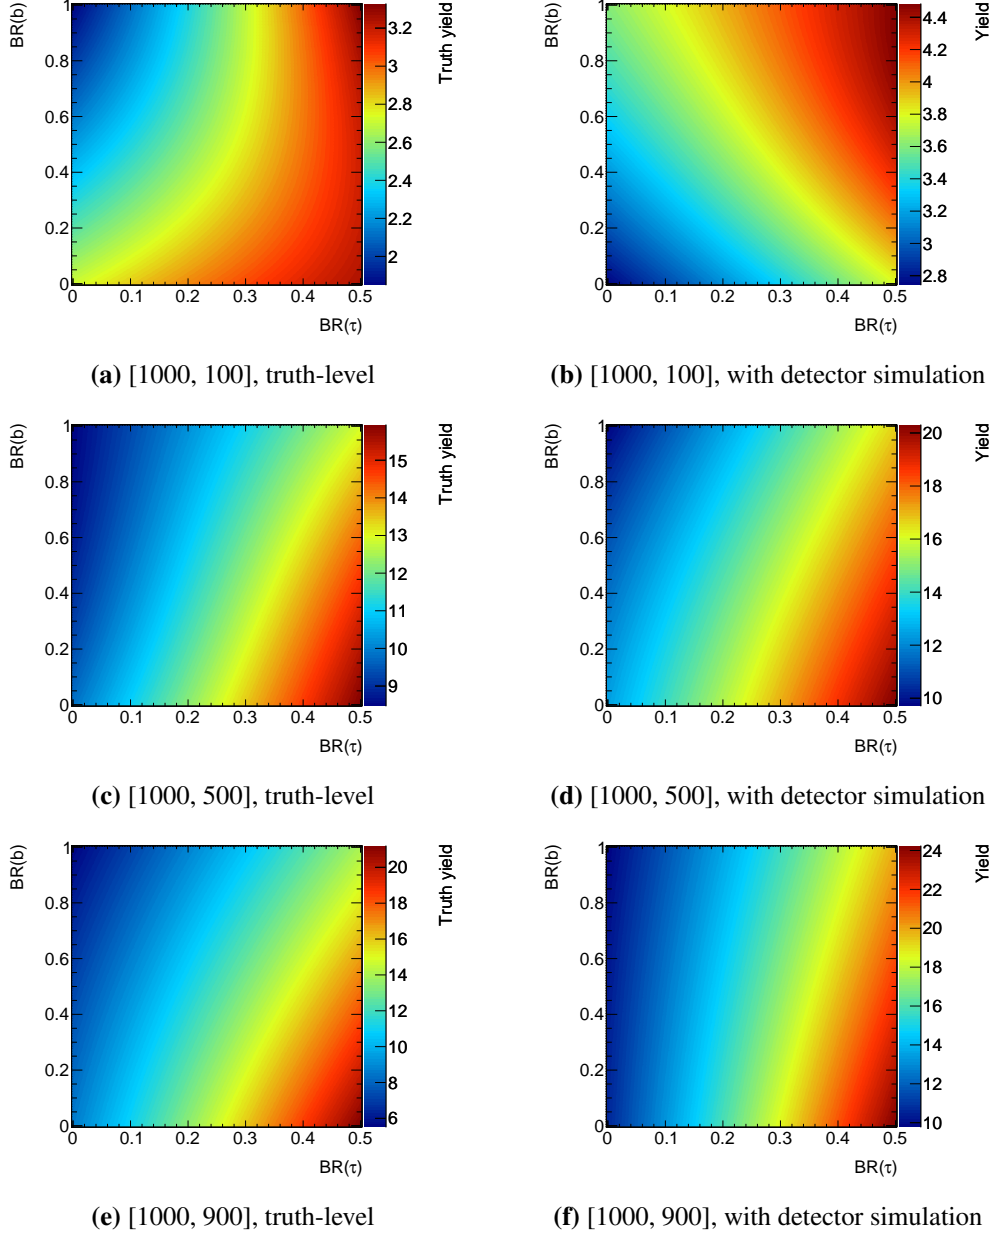 BR(b)
1
0.8
0.6
0.4
0.2
0
0 0.1 0.2 0.3 0.4 0.5
BR(τ)
3.2
3
2.8
2.6
2.4
2.2
2
Truth yield
BR(b)
1
0.8
0.6
0.4
0.2
0
0 0.1 0.2 0.3 0.4 0.5
BR(τ)
4.4
4.2
4
3.8
3.6
3.4
3.2
3
2.8
Yield
(a) [1000, 100], truth-level
(b) [1000, 100], with detector simulation
BR(b)
1
0.8
0.6
0.4
0.2
0
0 0.1 0.2 0.3 0.4 0.5
BR(τ)
15
14
13
12
11
10
9
Truth yield
BR(b)
1
0.8
0.6
0.4
0.2
0
0 0.1 0.2 0.3 0.4 0.5
BR(τ)
20
18
16
14
12
10
Yield
(c) [1000, 500], truth-level
(d) [1000, 500], with detector simulation
BR(b)
1
0.8
0.6
0.4
0.2
0
0 0.1 0.2 0.3 0.4 0.5
BR(τ)
20
18
16
14
12
10
8
6
Truth yield
BR(b)
1
0.8
0.6
0.4
0.2
0
0 0.1 0.2 0.3 0.4 0.5
BR(τ)
24
22
20
18
16
14
12
10
Yield
(e) [1000, 900], truth-level
(f) [1000, 900], with detector simulation